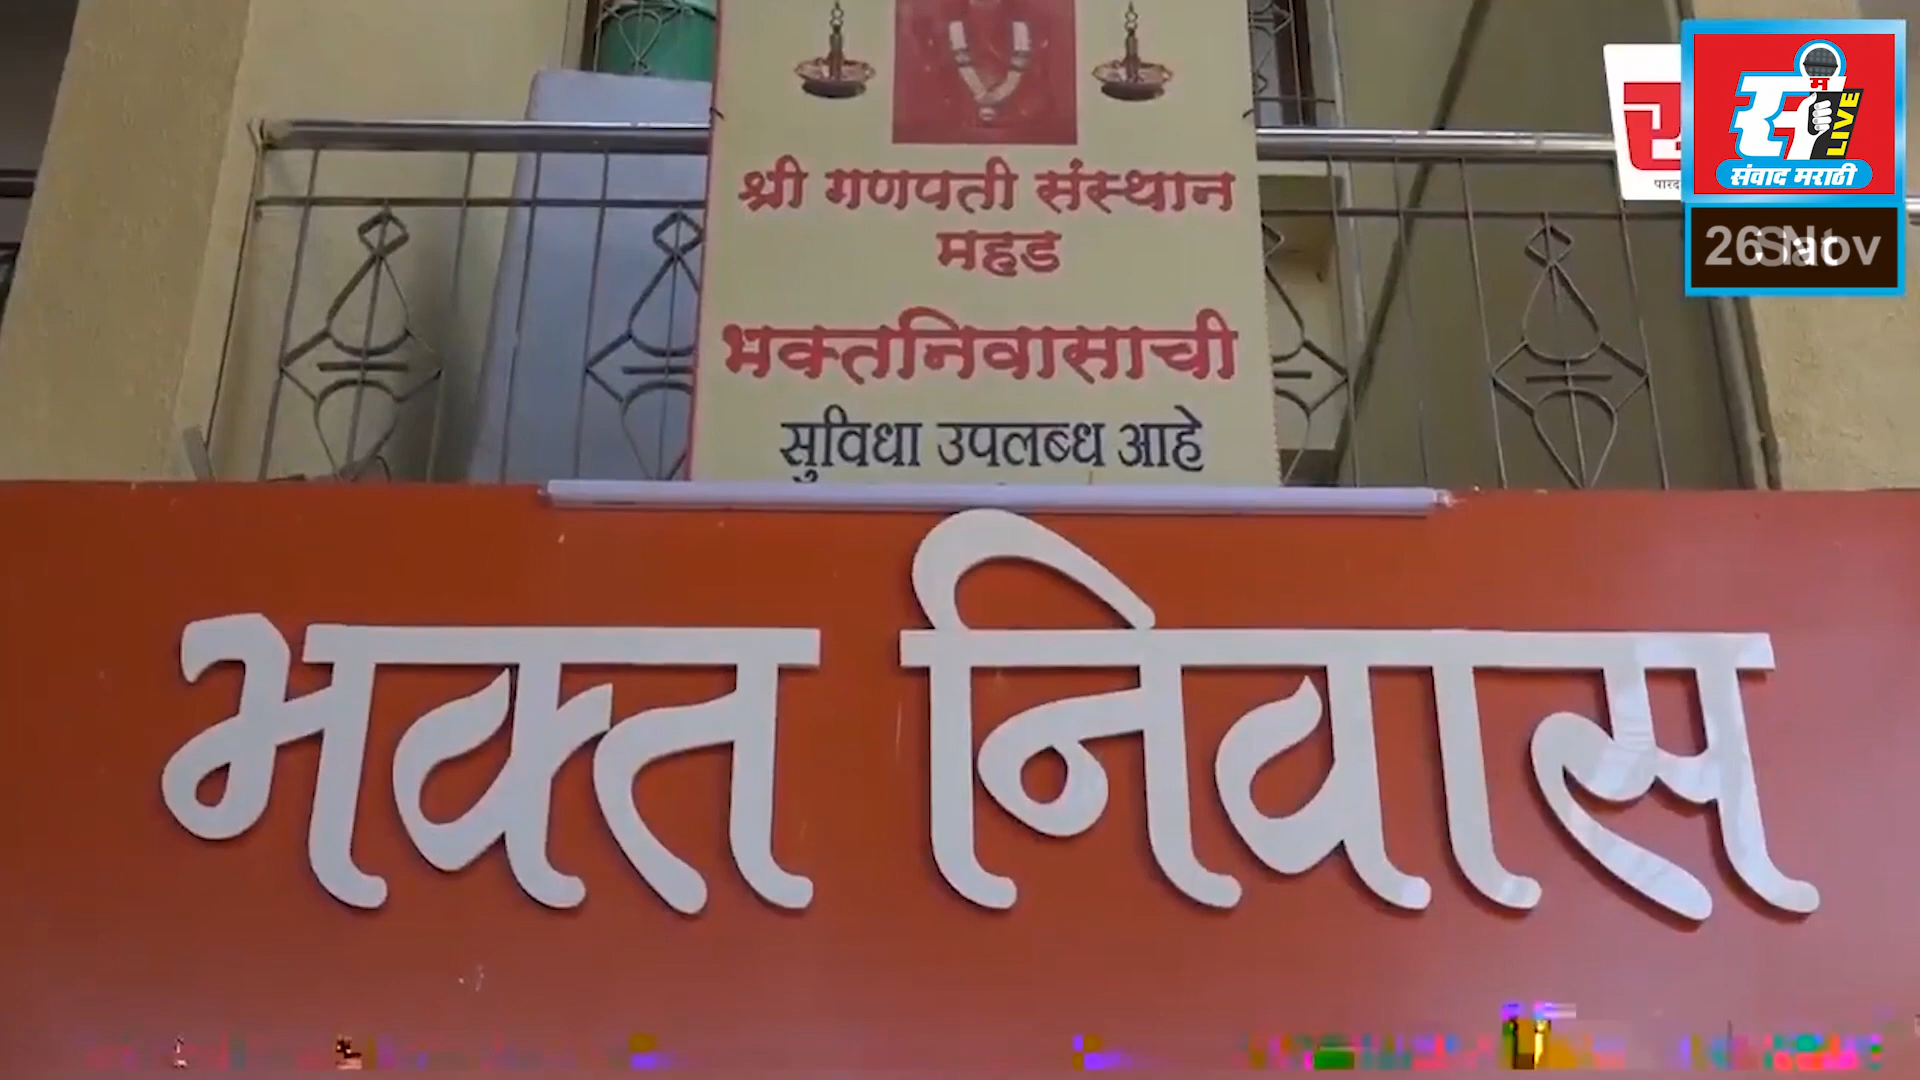 श्री गणपती संस्थान
महड
भक्तनिवासाची
सुविधा उपलब्ध आहे
भक्त निवास
LIVE
संवाद मराठी